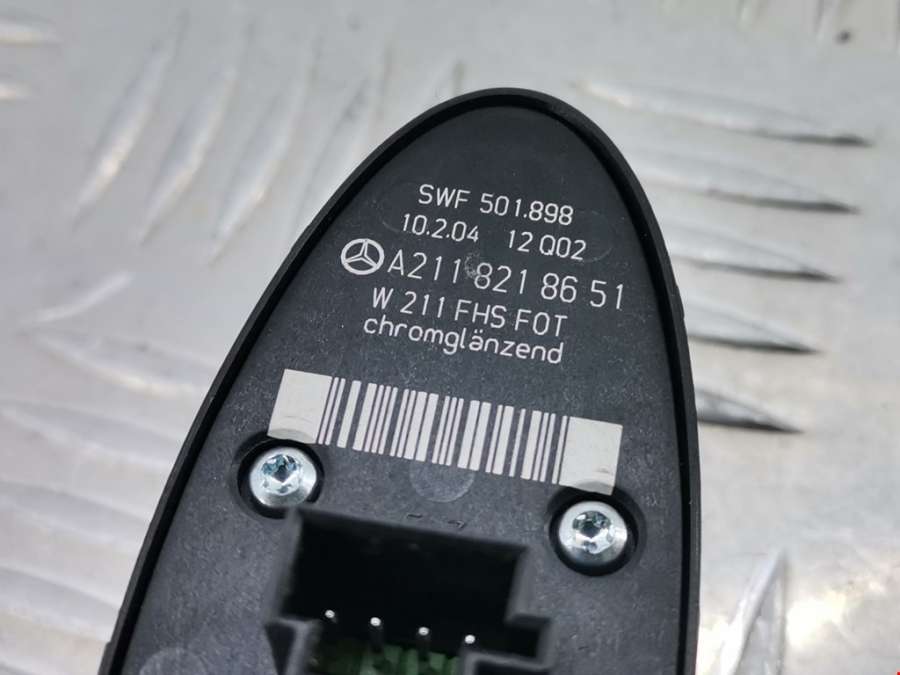 SWF 501.898
10.2.04 12 Q02
A211 821 86 51
W 211 FHS FOT
chromglänzend